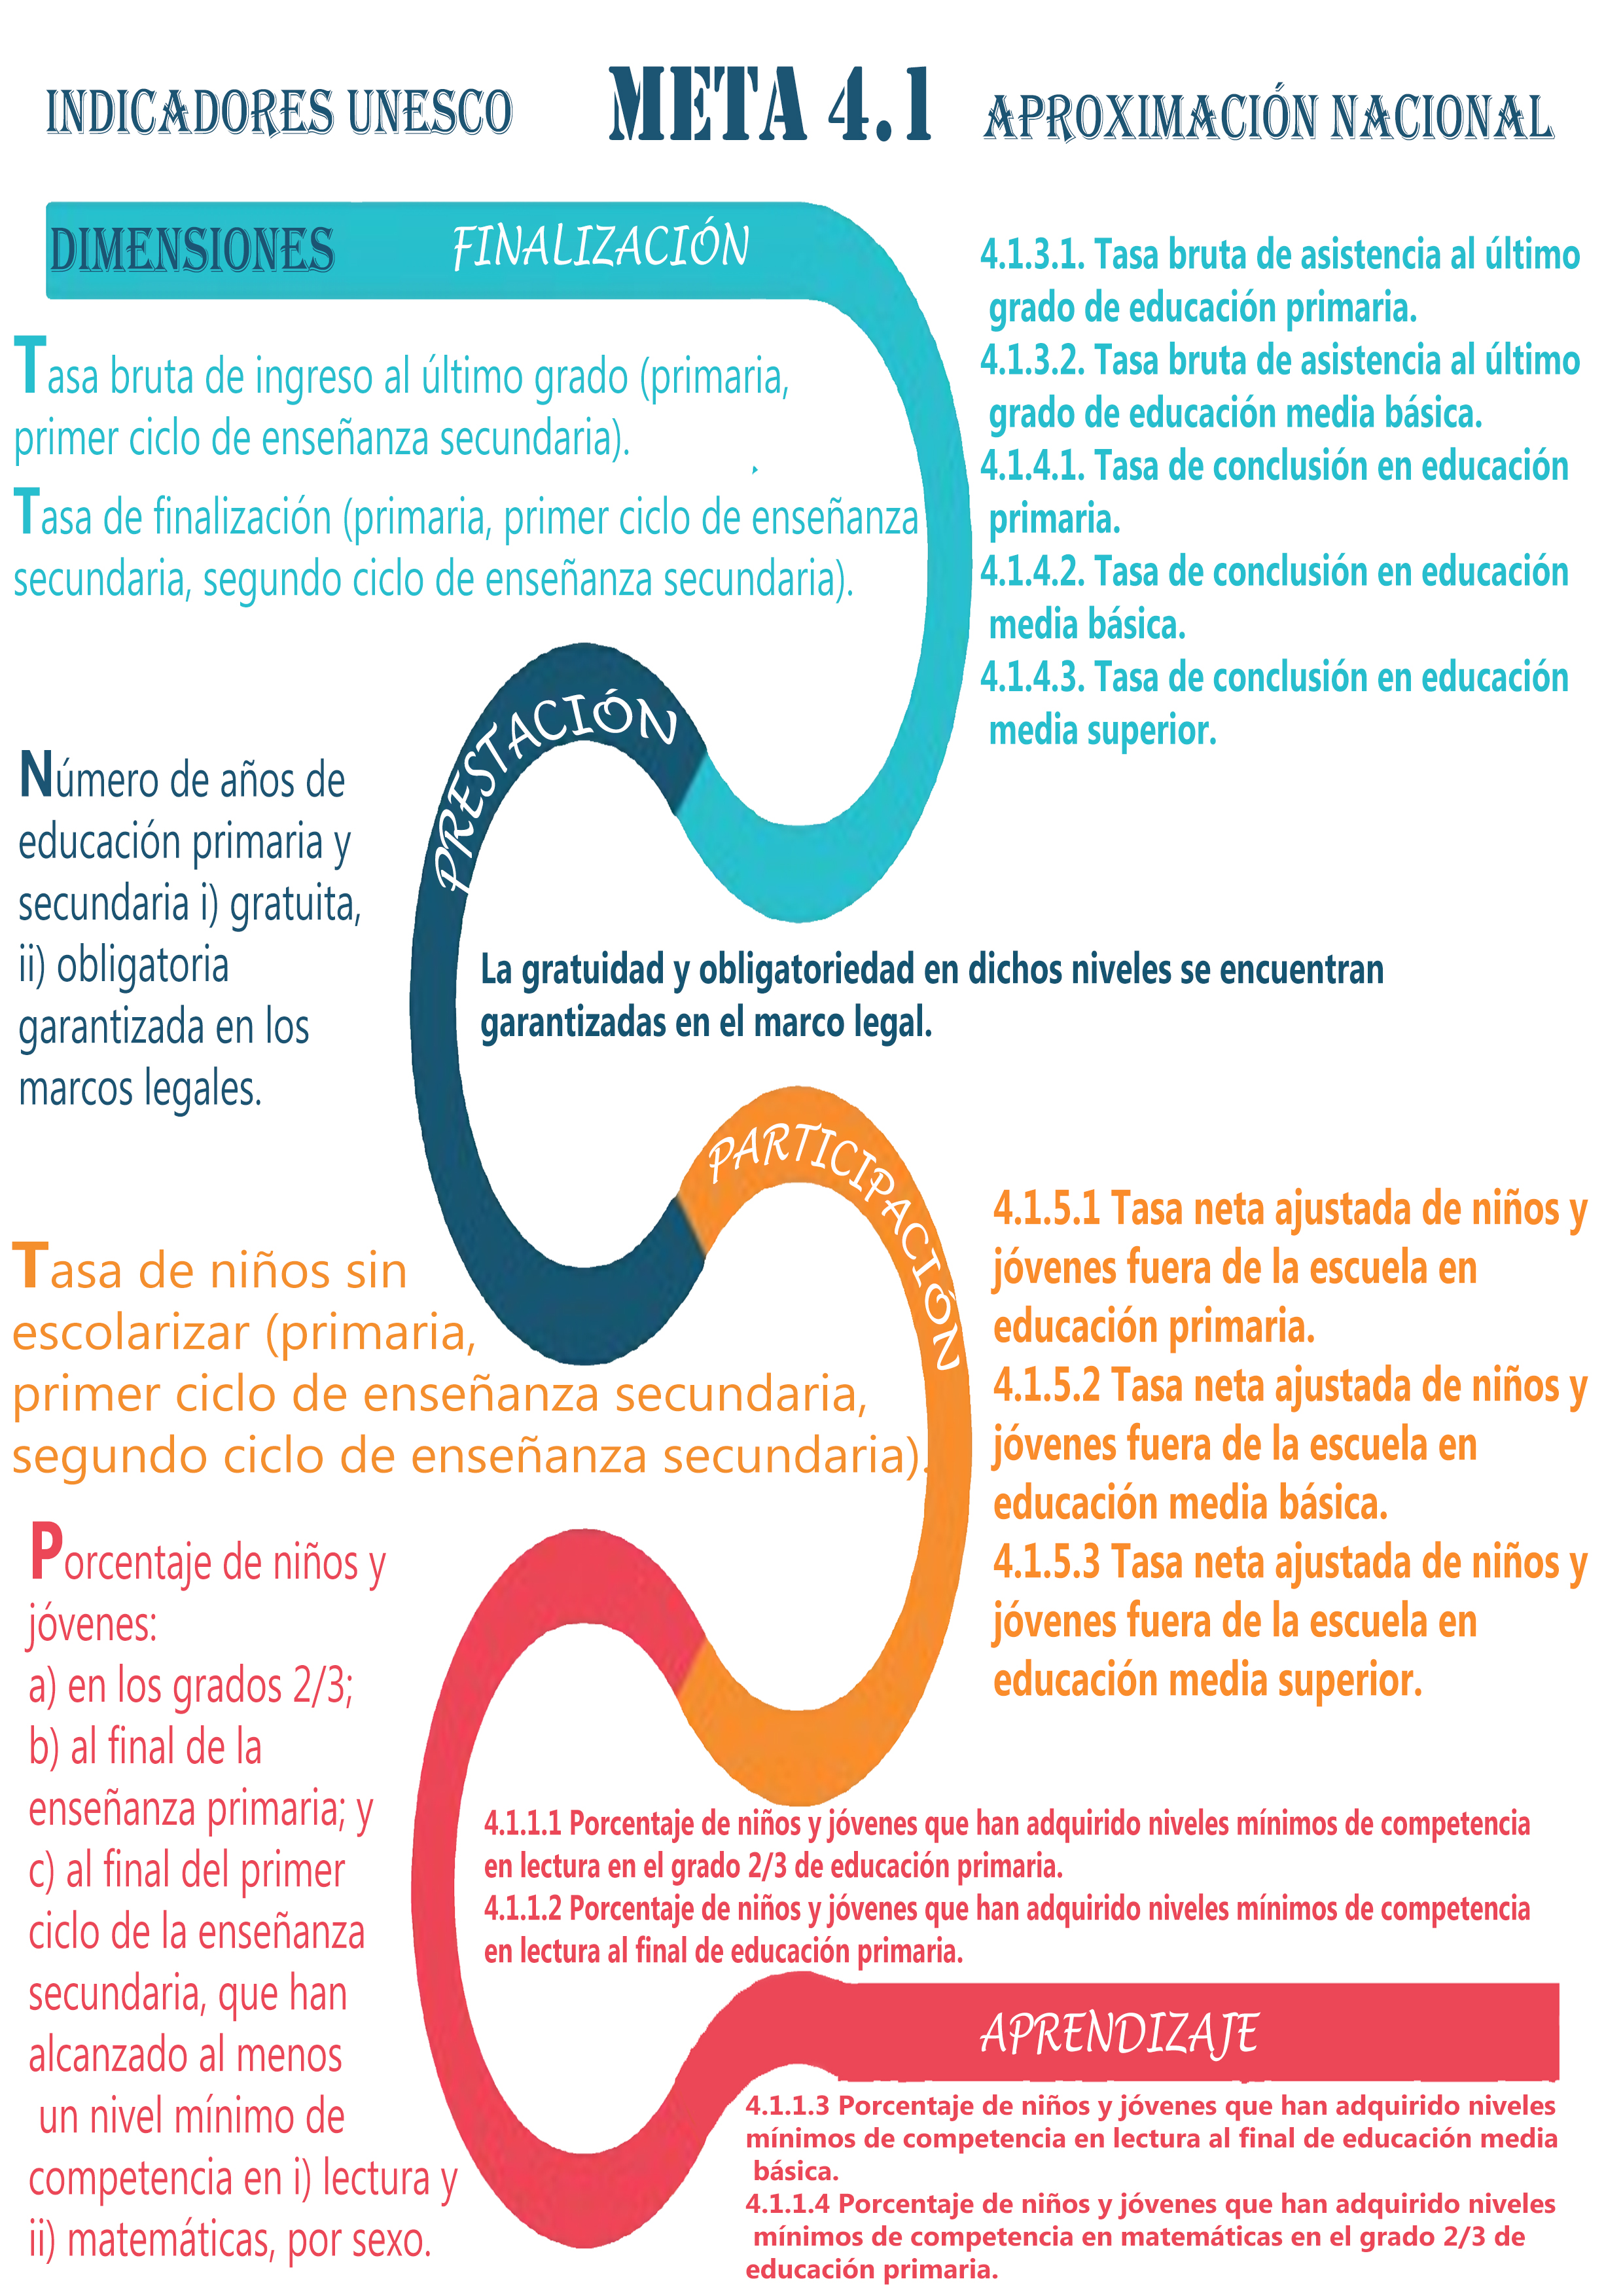 INDICADORES UNESCO
META 4.1
APROXIMACIÓN NACIONAL
DIMENSIONES
FINALIZACIÓN
Tasa bruta de ingreso al último grado (primaria,
primer ciclo de enseñanza secundaria).
Tasa de finalización (primaria, primer ciclo de enseñanza
secundaria, segundo ciclo de enseñanza secundaria).
4.1.3.1. Tasa bruta de asistencia al último
grado de educación primaria.
4.1.3.2. Tasa bruta de asistencia al último
grado de educación media básica.
4.1.4.1. Tasa de conclusión en educación
primaria.
4.1.4.2. Tasa de conclusión en educación
media básica.
4.1.4.3. Tasa de conclusión en educación
media superior.
PRESTACIÓN
Número de años de
educación primaria y
secundaria i) gratuita,
ii) obligatoria
garantizada en los
marcos legales.
La gratuidad y obligatoriedad en dichos niveles se encuentran
garantizadas en el marco legal.
PARTICIPACIÓN
Tasa de niños sin
escolarizar (primaria,
primer ciclo de enseñanza secundaria,
segundo ciclo de enseñanza secundaria).
4.1.5.1 Tasa neta ajustada de niños y
jóvenes fuera de la escuela en
educación primaria.
4.1.5.2 Tasa neta ajustada de niños y
jóvenes fuera de la escuela en
educación media básica.
4.1.5.3 Tasa neta ajustada de niños y
jóvenes fuera de la escuela en
educación media superior.
Porcentaje de niños y
jóvenes:
a) en los grados 2/3;
b) al final de la
enseñanza primaria; y
c) al final del primer
ciclo de la enseñanza
secundaria, que han
alcanzado al menos
un nivel mínimo de
competencia en i) lectura y
ii) matemáticas, por sexo.
4.1.1.1 Porcentaje de niños y jóvenes que han adquirido niveles mínimos de competencia
en lectura en el grado 2/3 de educación primaria.
4.1.1.2 Porcentaje de niños y jóvenes que han adquirido niveles mínimos de competencia
en lectura al final de educación primaria.
APRENDIZAJE
4.1.1.3 Porcentaje de niños y jóvenes que han adquirido niveles
mínimos de competencia en lectura al final de educación media
básica.
4.1.1.4 Porcentaje de niños y jóvenes que han adquirido niveles
mínimos de competencia en matemáticas en el grado 2/3 de
educación primaria.